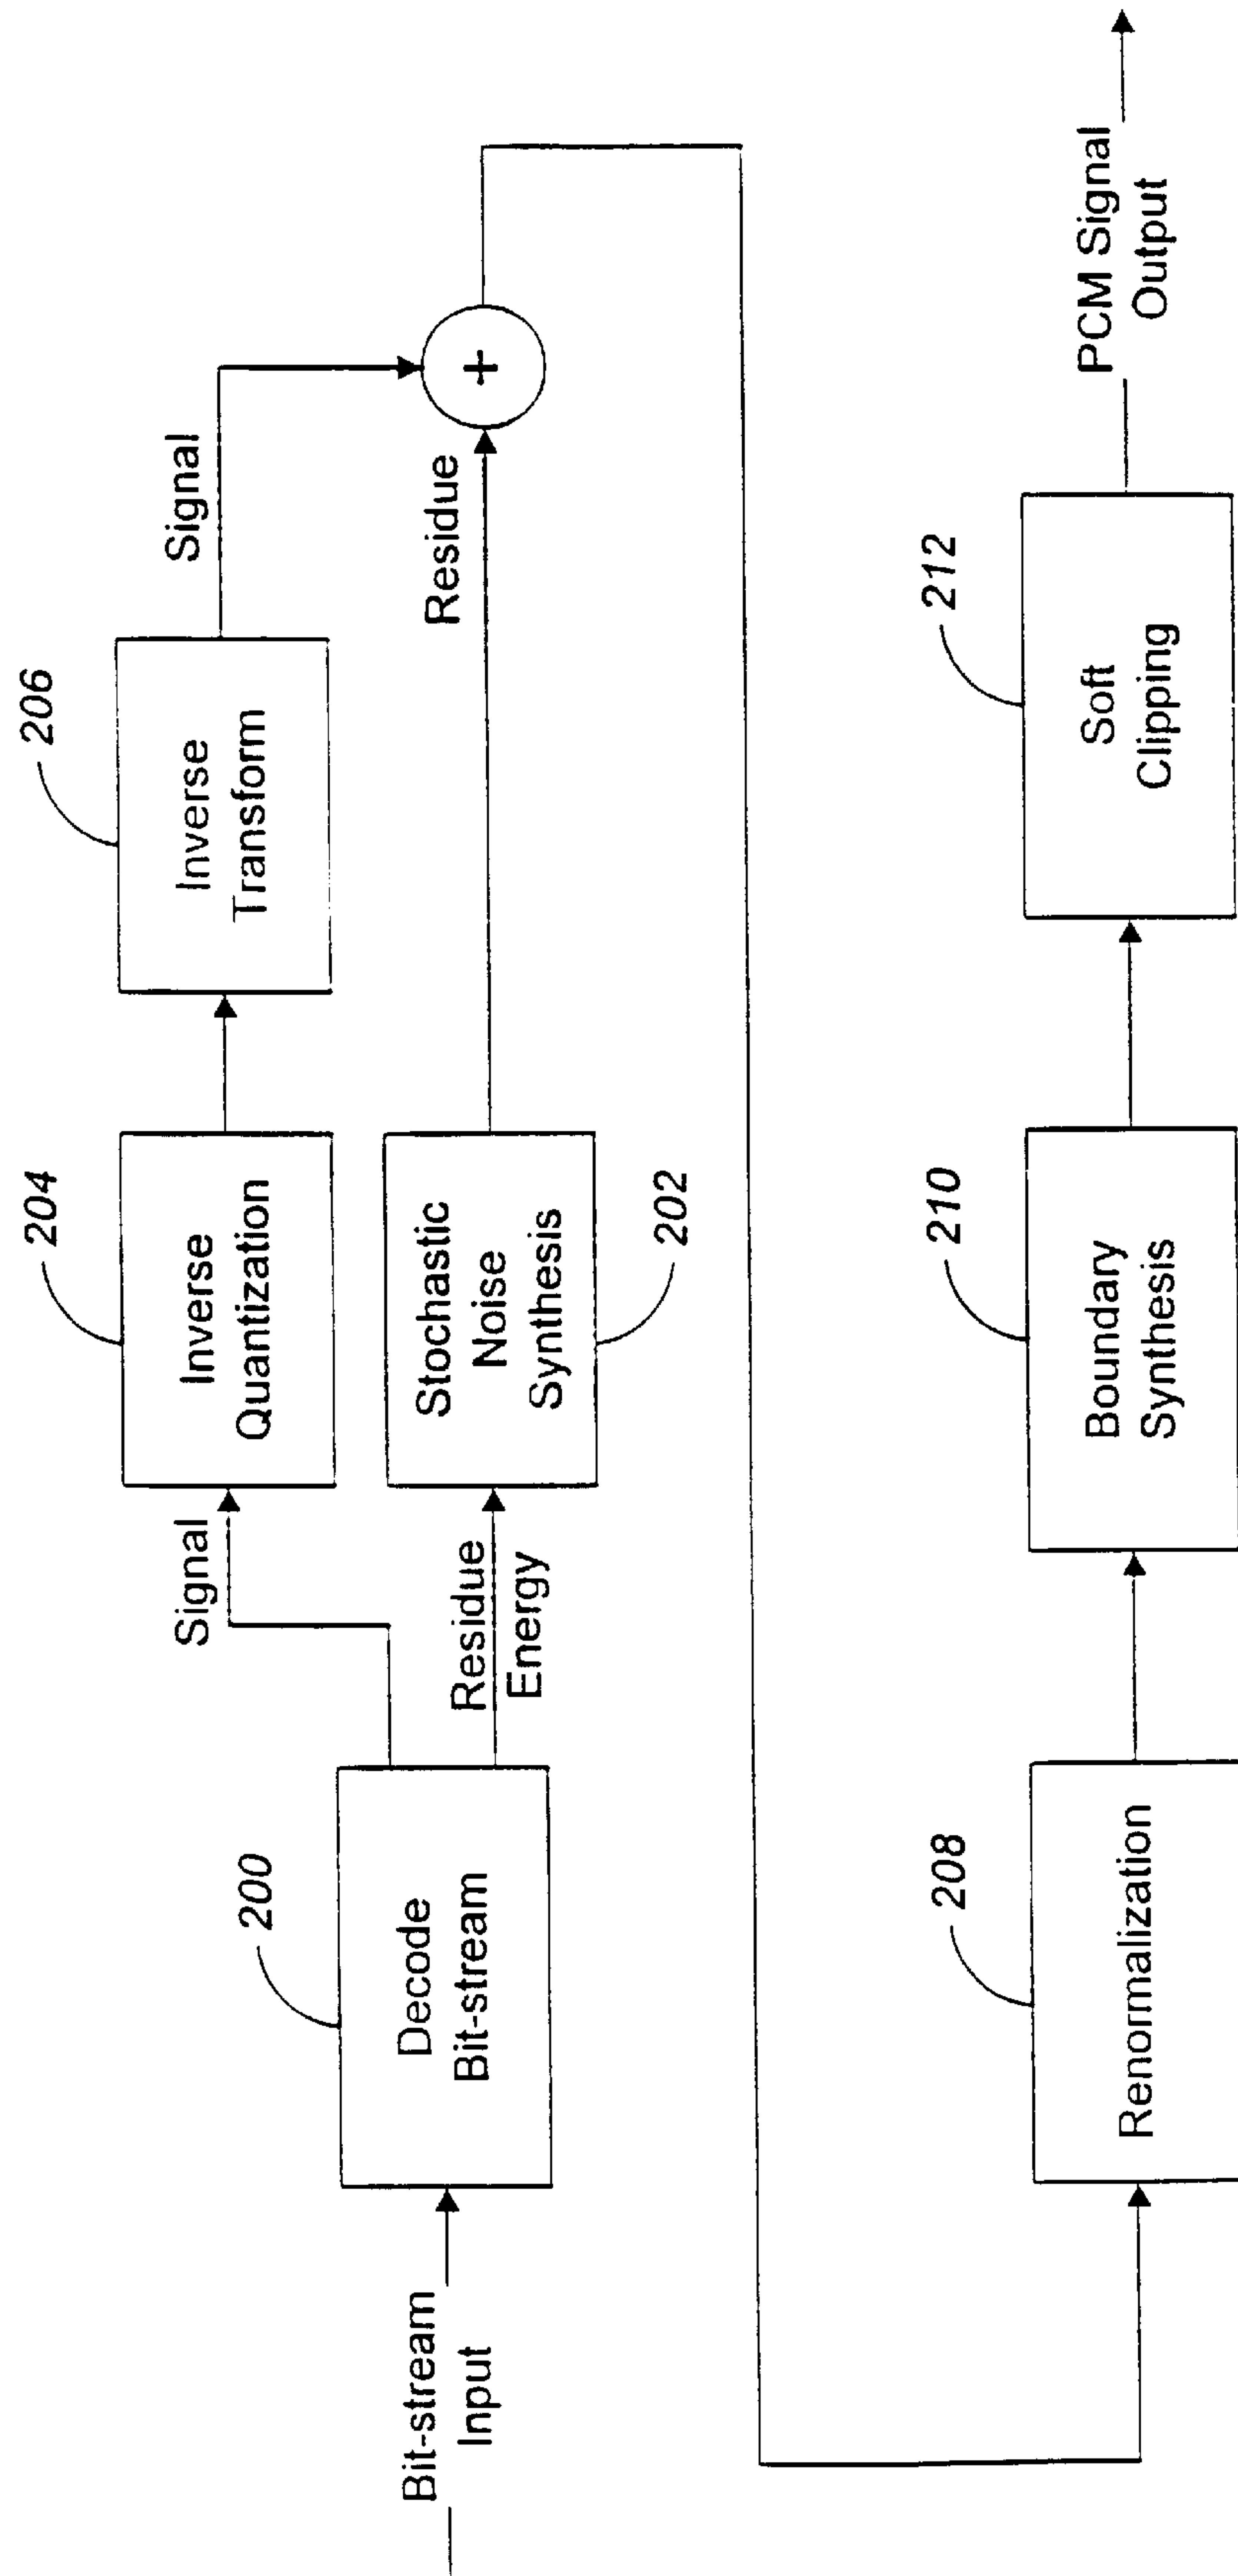 Bit-stream
Input
200
Decode
Bit-stream
Signal
Residue
Energy
204
Inverse
Quantization
Stochastic
Noise
Synthesis
202
206
Inverse
Transform
Signal
Residue
+
208
Renormalization
210
Boundary
Synthesis
212
Soft
Clipping
PCM Signal
Output